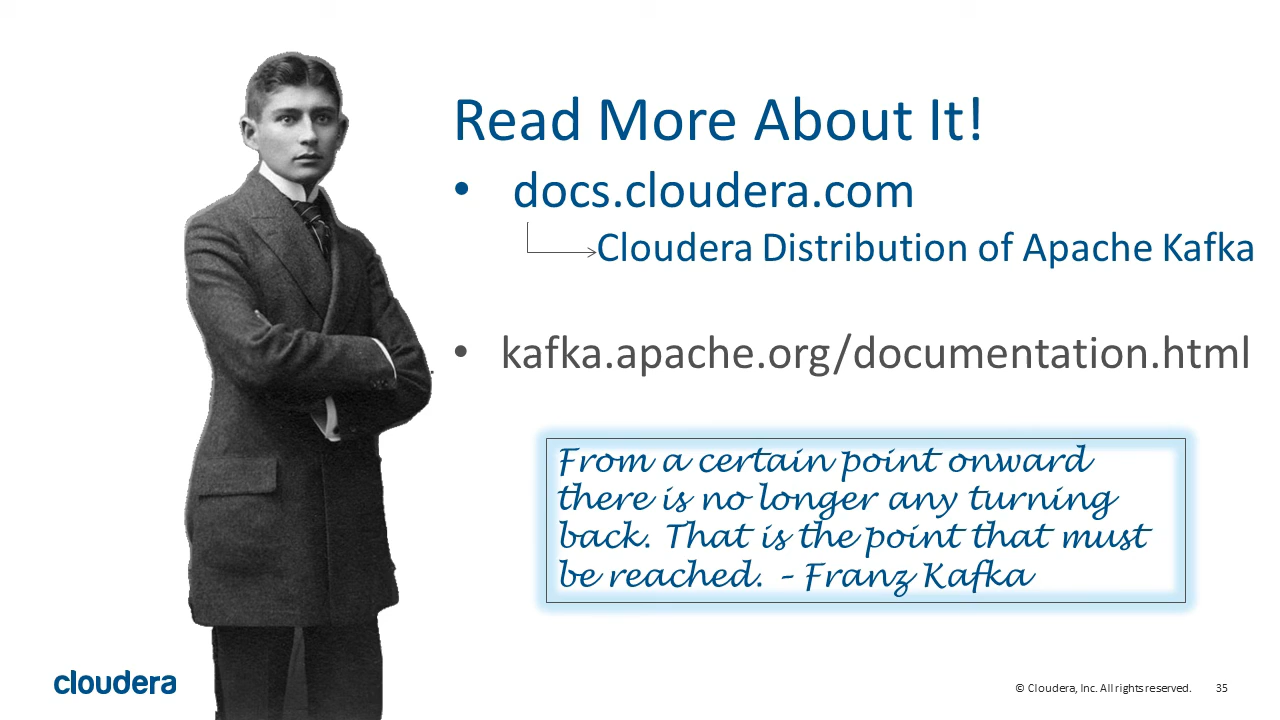 Read More About It!
• docs.cloudera.com
Cloudera Distribution of Apache Kafka
• kafka.apache.org/documentation.html
From a certain point onward
there is no longer any turning
back. That is the point that must
be reached. – Franz Kafka
cloudera
© Cloudera, Inc. All rights reserved. 35